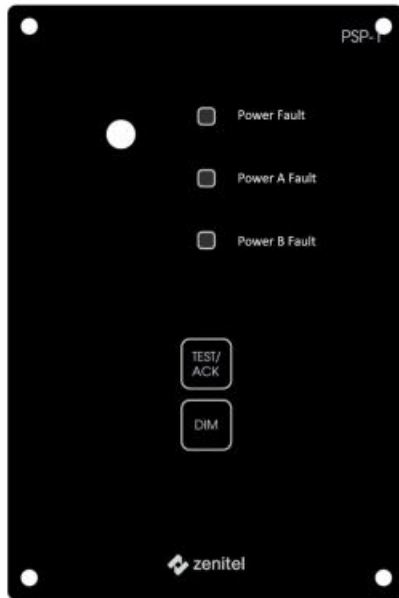 PSP-1
Power Fault
Power A Fault
Power B Fault
TEST/
ACK
DIM
zenitel